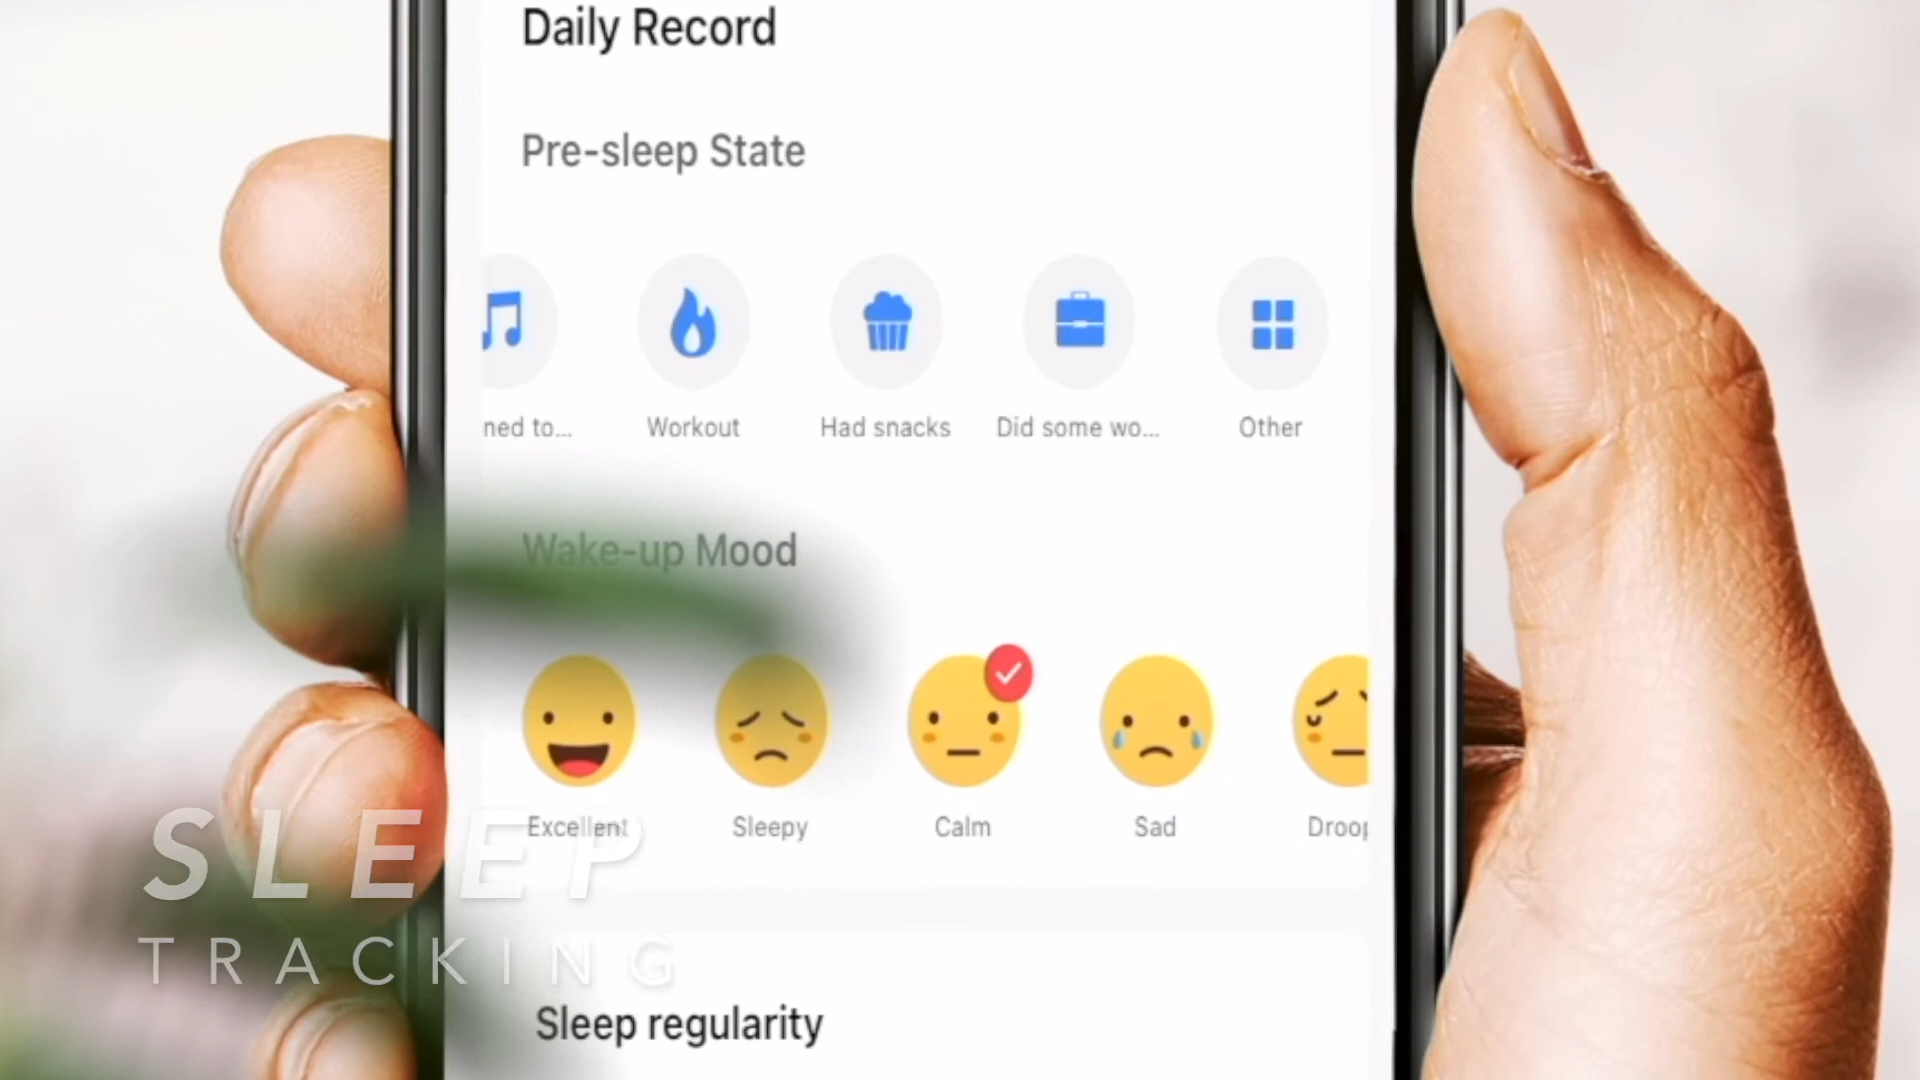 Daily Record
Pre-sleep State
ned to...
Workout
Had snacks
Did some wo...
Other
Wake-up Mood
Excellent
Sleepy
Calm
Sad
Droop
SLEEP
TRACKING
Sleep regularity